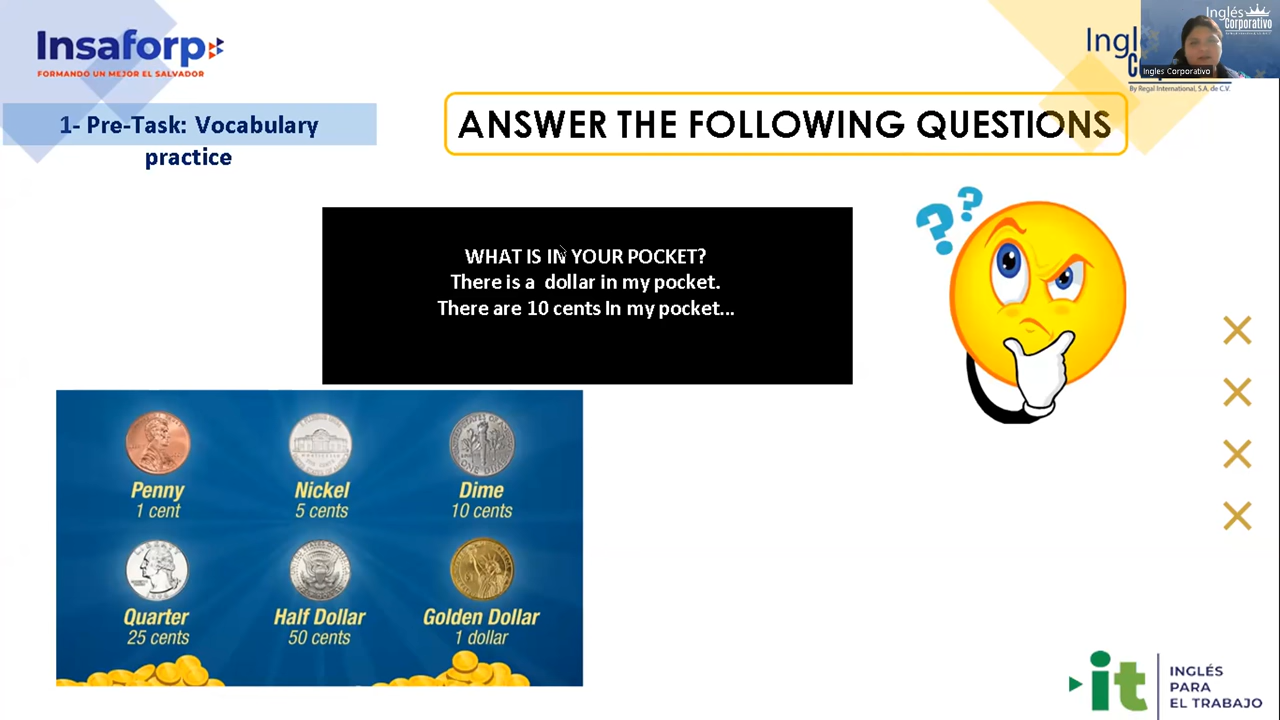 Insaforp
FORMANDO UN MEJOR EL SALVADOR
Inglés
Corporativo
Ingles Corporativo
By Regal International, S.A. de C.V.
1- Pre-Task: Vocabulary
practice
ANSWER THE FOLLOWING QUESTIONS
WHAT IS IN YOUR POCKET?
There is a dollar in my pocket.
There are 10 cents In my pocket...
??
Penny
1 cent
Nickel
5 cents
Dime
10 cents
Quarter
25 cents
Half Dollar
50 cents
Golden Dollar
1 dollar
it
INGLÉS
PARA
EL TRABAJO